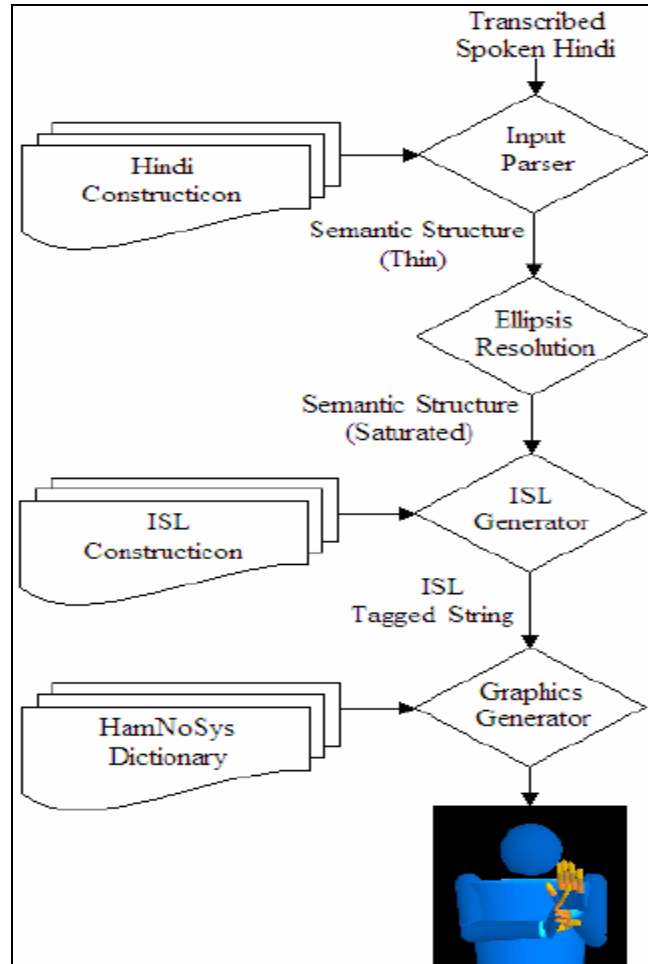 Transcribed
Spoken Hindi
Input
Parser
Hindi
Constructicon
Semantic Structure
(Thin)
Ellipsis
Resolution
Semantic Structure
(Saturated)
ISL
Generator
ISL
Constructicon
ISL
Tagged String
Graphics
Generator
HamNoSys
Dictionary